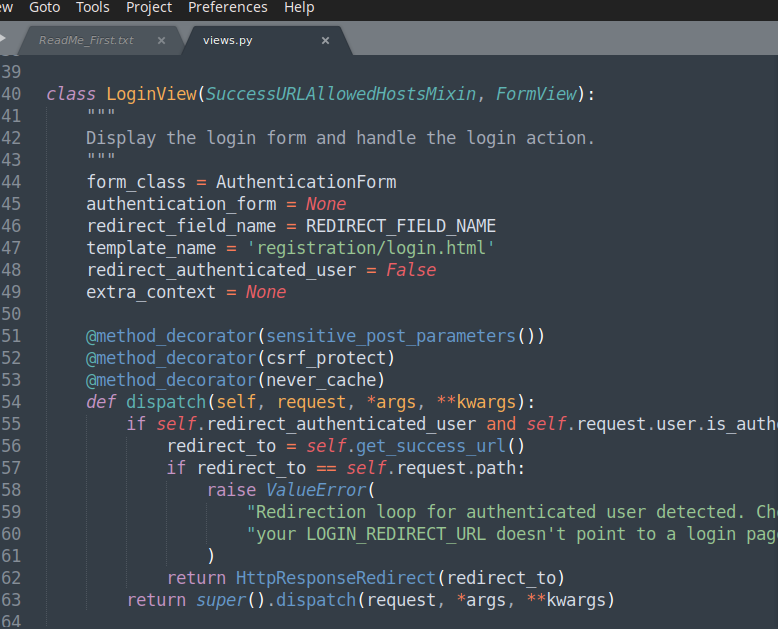 Goto Tools Project Preferences Help
ReadMe_First.txt × views.py ×
39
40 class LoginView(SuccessURLAllowedHostsMixin, FormView):
41     """
42     Display the login form and handle the login action.
43     """
44     form_class = AuthenticationForm
45     authentication_form = None
46     redirect_field_name = REDIRECT_FIELD_NAME
47     template_name = 'registration/login.html'
48     redirect_authenticated_user = False
49     extra_context = None
50
51     @method_decorator(sensitive_post_parameters())
52     @method_decorator(csrf_protect)
53     @method_decorator(never_cache)
54     def dispatch(self, request, *args, **kwargs):
55         if self.redirect_authenticated_user and self.request.user.is_auth
56             redirect_to = self.get_success_url()
57             if redirect_to == self.request.path:
58                 raise ValueError(
59                     "Redirection loop for authenticated user detected. Ch
60                     "your LOGIN_REDIRECT_URL doesn't point to a login pag
61                 )
62             return HttpResponseRedirect(redirect_to)
63         return super().dispatch(request, *args, **kwargs)
64